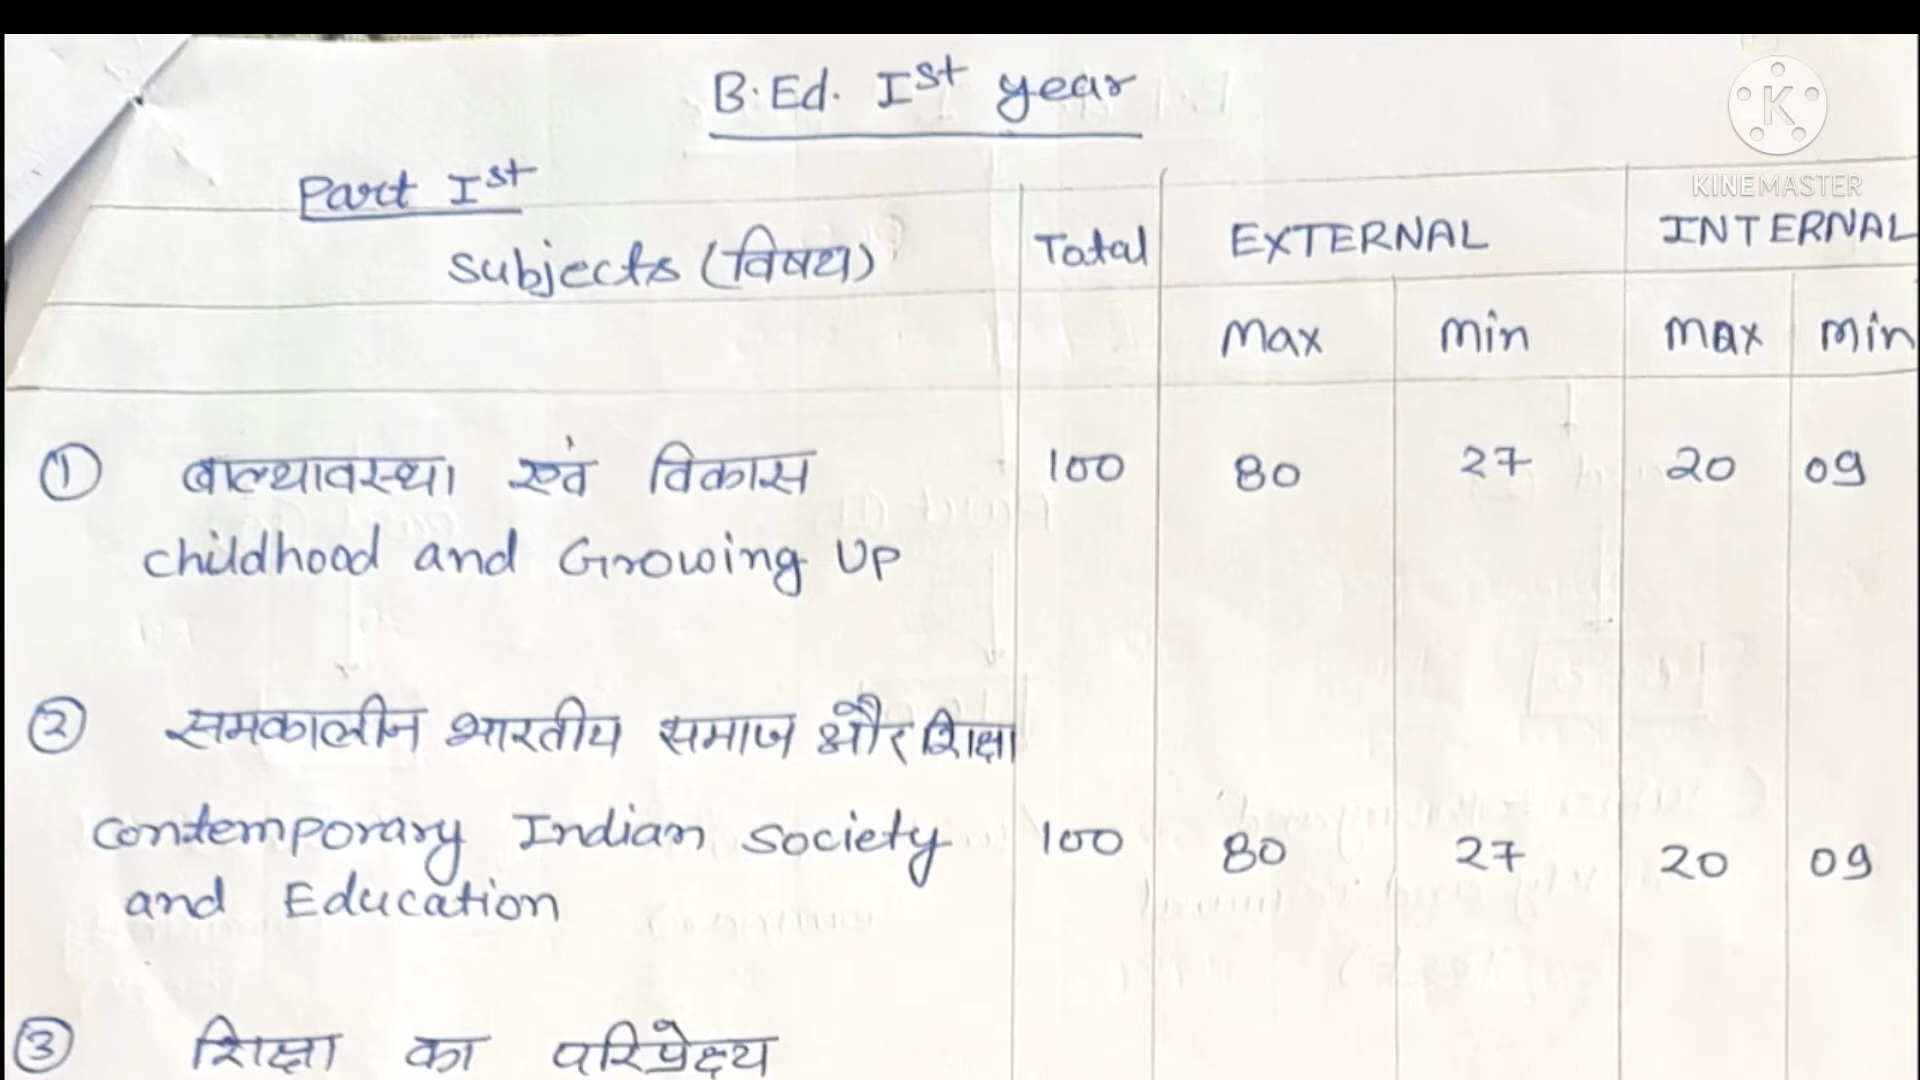 B.Ed. Ist year
KINEMASTER
Part Ist
Subjects (विषय) Total EXTERNAL INTERNAL
Max Min Max Min
① बाल्यावस्था एवं विकास 100 80 27 20 09
childhood and Growing Up
② समकालीन भारतीय समाज और शिक्षा
contemporary Indian Society 100 80 27 20 09
and Education
③ शिक्षा का परिप्रेक्ष्य